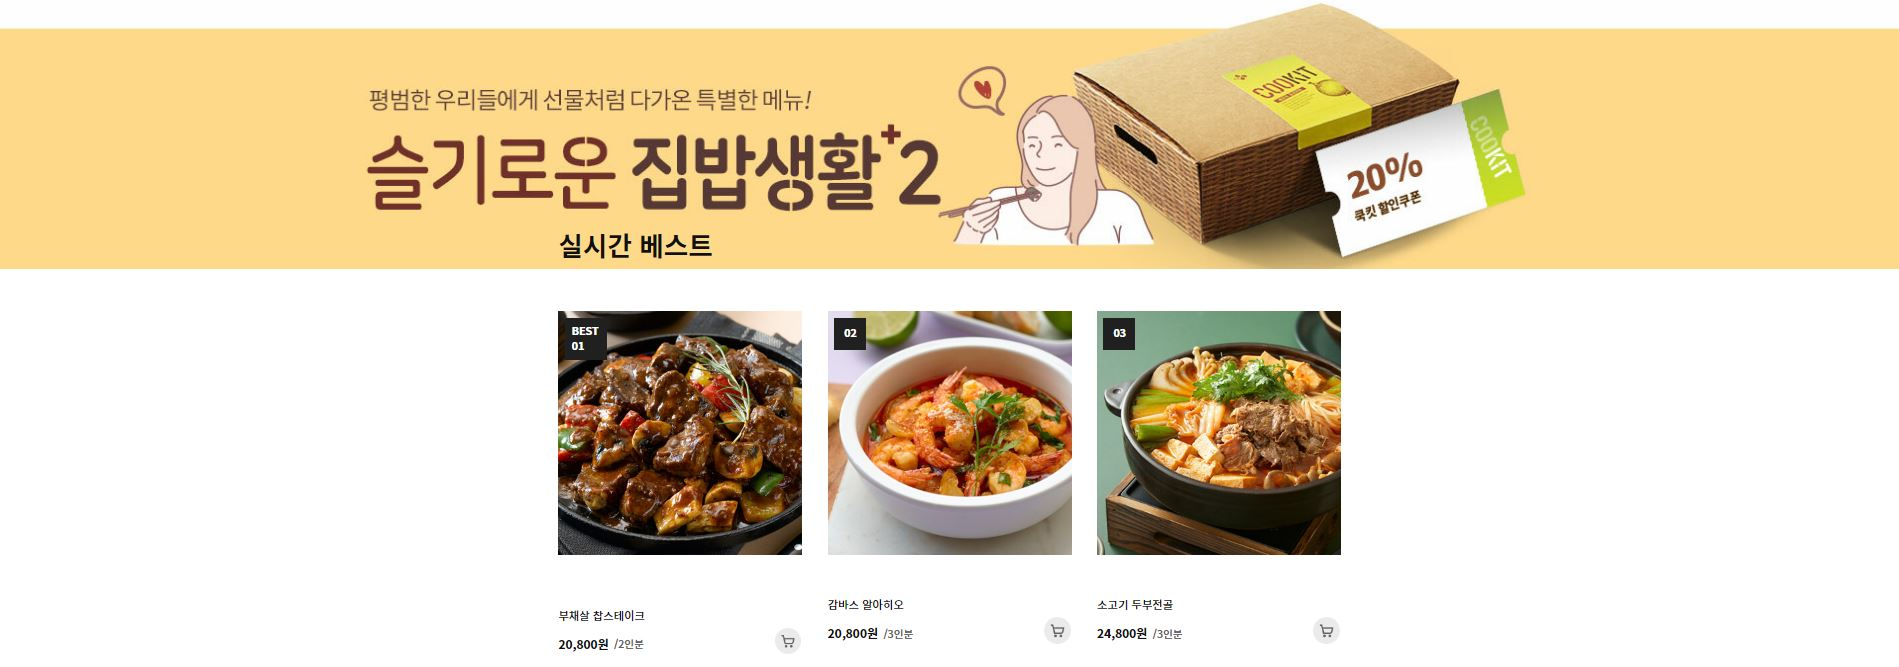 평범한 우리들에게 선물처럼 다가온 특별한 메뉴!
슬기로운 집밥생활+2
COOKIT
20%
쿡킷 할인쿠폰
COOKIT
실시간 베스트
BEST
01
02
03
부채살 찹스테이크
20,800원 /2인분
감바스 알아히오
20,800원 /3인분
소고기 두부전골
24,800원 /3인분